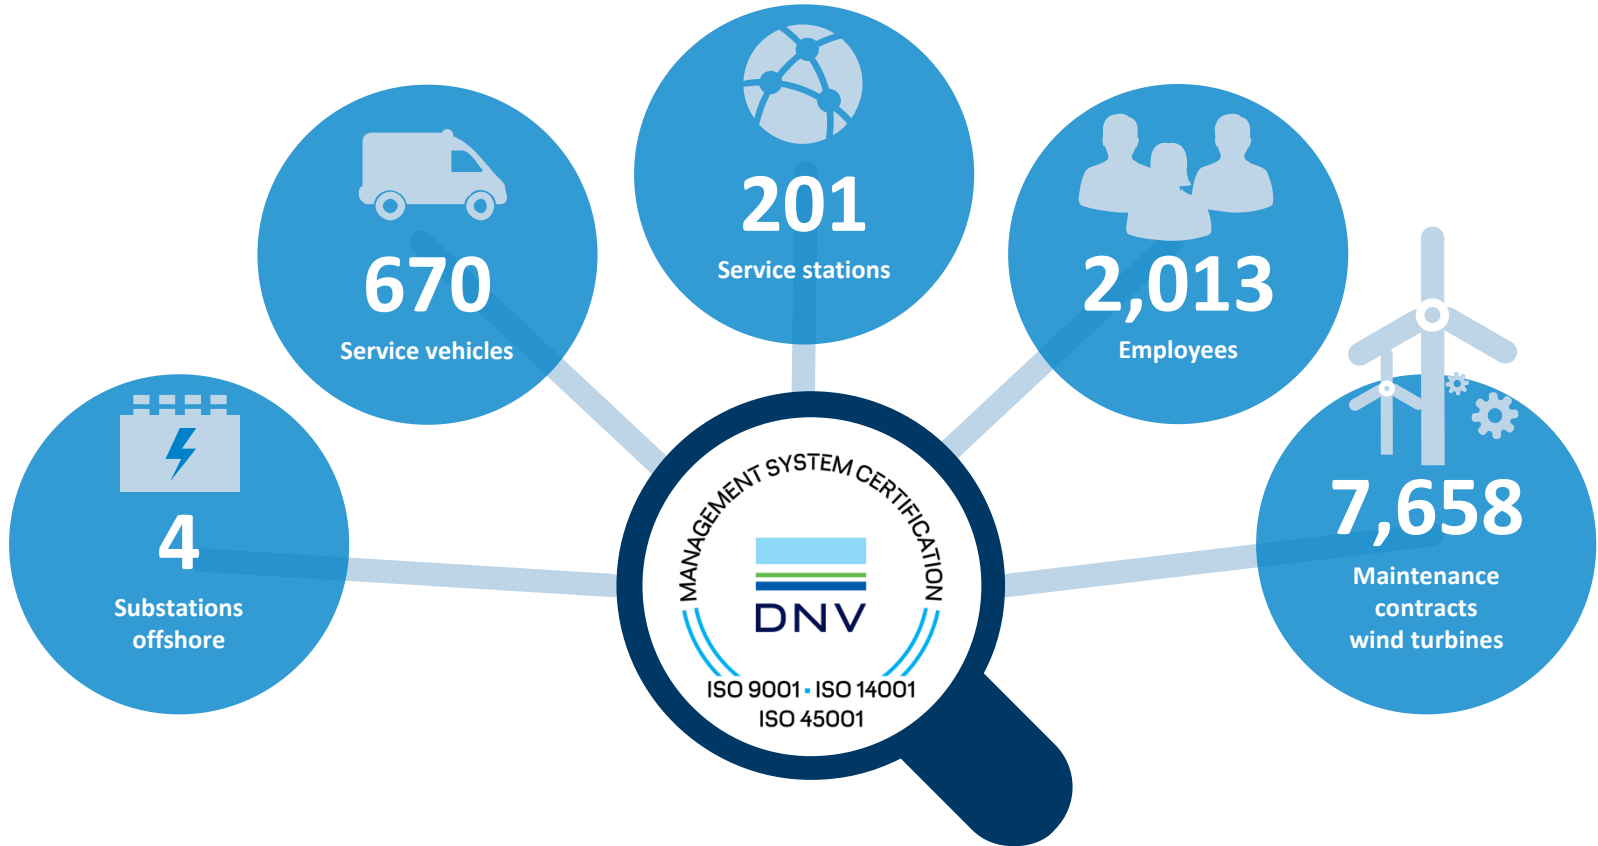 201
Service stations
670
Service vehicles
2,013
Employees
4
Substations
offshore
7,658
Maintenance
contracts
wind turbines
MANAGEMENT SYSTEM CERTIFICATION
DNV
ISO 9001 ▪ ISO 14001
ISO 45001